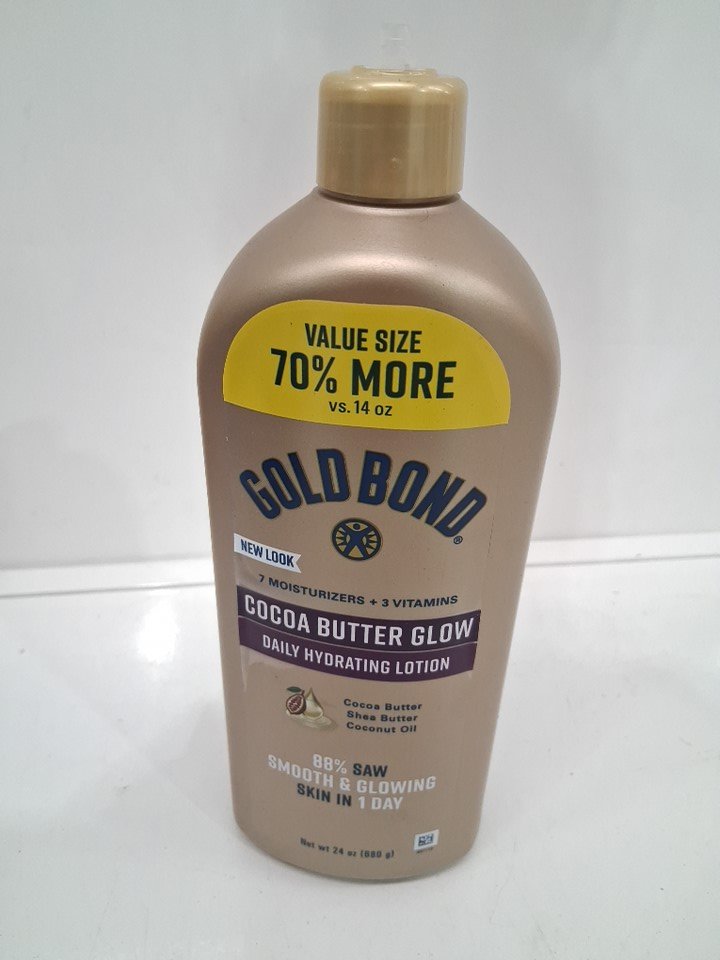 VALUE SIZE
70% MORE
vs. 14 oz
GOLD BOND®
NEW LOOK
7 MOISTURIZERS + 3 VITAMINS
COCOA BUTTER GLOW
DAILY HYDRATING LOTION
Cocoa Butter
Shea Butter
Coconut Oil
88% SAW
SMOOTH & GLOWING
SKIN IN 1 DAY
Net wt 24 oz (680 g)